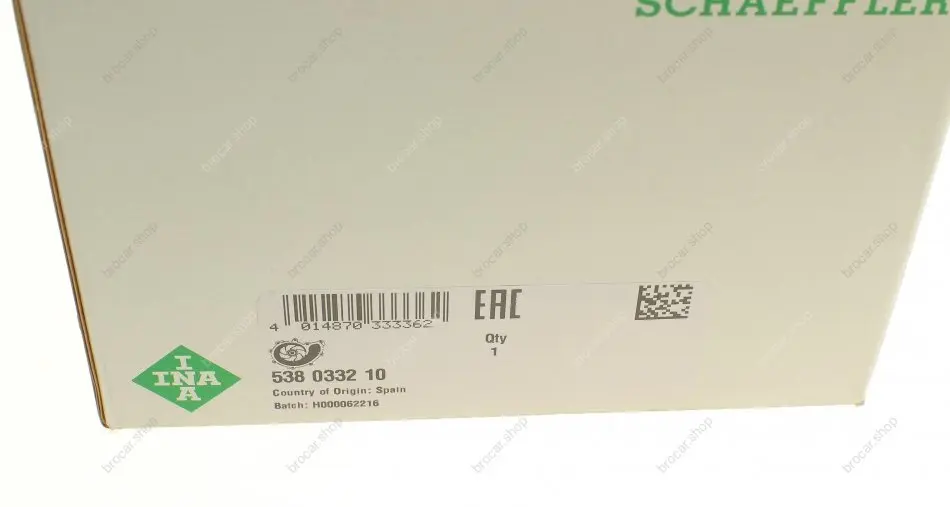 SCHAEFFLER
4 014870 333362
EAC
Qty
1
INA
INA
538 0332 10
Country of Origin: Spain
Batch: H000062216
brocar.shop